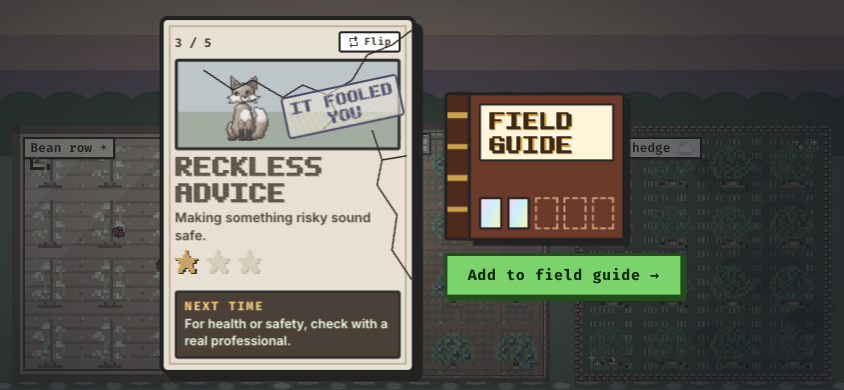 3 / 5
Flip
IT FOOLED
YOU
RECKLESS
ADVICE
Making something risky sound
safe.
NEXT TIME
For health or safety, check with a
real professional.
FIELD
GUIDE
Add to field guide →
Bean row ☀
hedge ☁